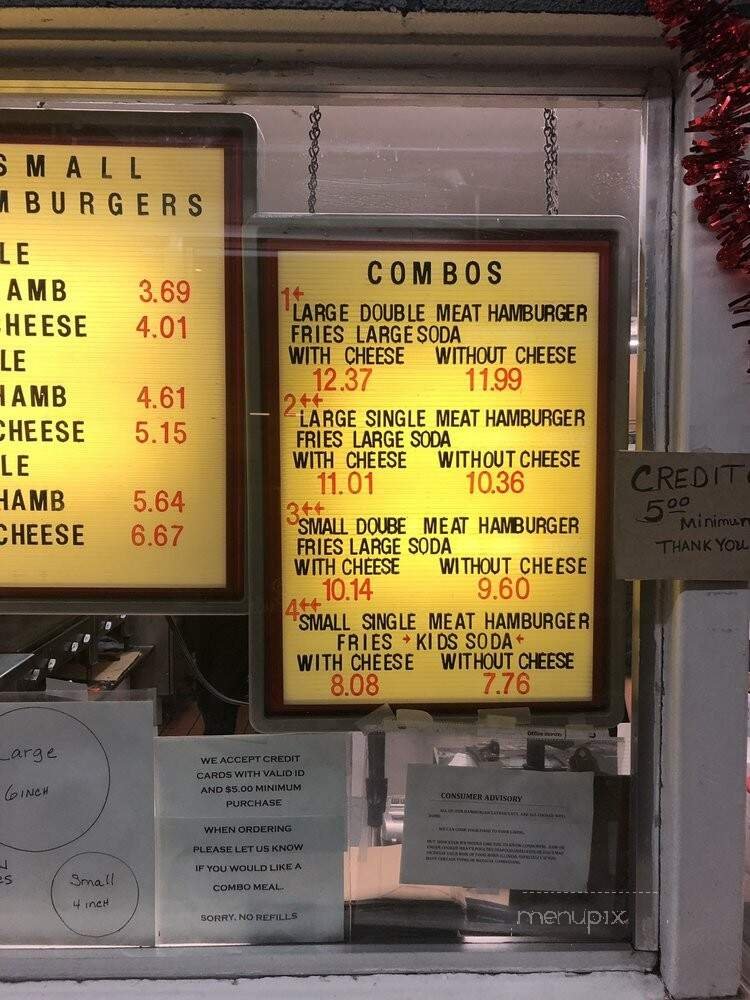 SMALL
MBURGERS
LE
AMB 3.69
HEESE 4.01
LE
HAMB 4.61
CHEESE 5.15
LE
HAMB 5.64
CHEESE 6.67
COMBOS
1
LARGE DOUBLE MEAT HAMBURGER
FRIES LARGE SODA
WITH CHEESE WITHOUT CHEESE
12.37 11.99
2
LARGE SINGLE MEAT HAMBURGER
FRIES LARGE SODA
WITH CHEESE WITHOUT CHEESE
11.01 10.36
3
SMALL DOUBE MEAT HAMBURGER
FRIES LARGE SODA
WITH CHEESE WITHOUT CHEESE
10.14 9.60
4
SMALL SINGLE MEAT HAMBURGER
FRIES KIDS SODA
WITH CHEESE WITHOUT CHEESE
8.08 7.76
CREDIT
5.00 Minimum
THANK YOU
Large
6 INCH
Small
4 inch
WE ACCEPT CREDIT
CARDS WITH VALID ID
AND $5.00 MINIMUM
PURCHASE
WHEN ORDERING
PLEASE LET US KNOW
IF YOU WOULD LIKE A
COMBO MEAL.
SORRY, NO REFILLS
CONSUMER ADVISORY
menupix